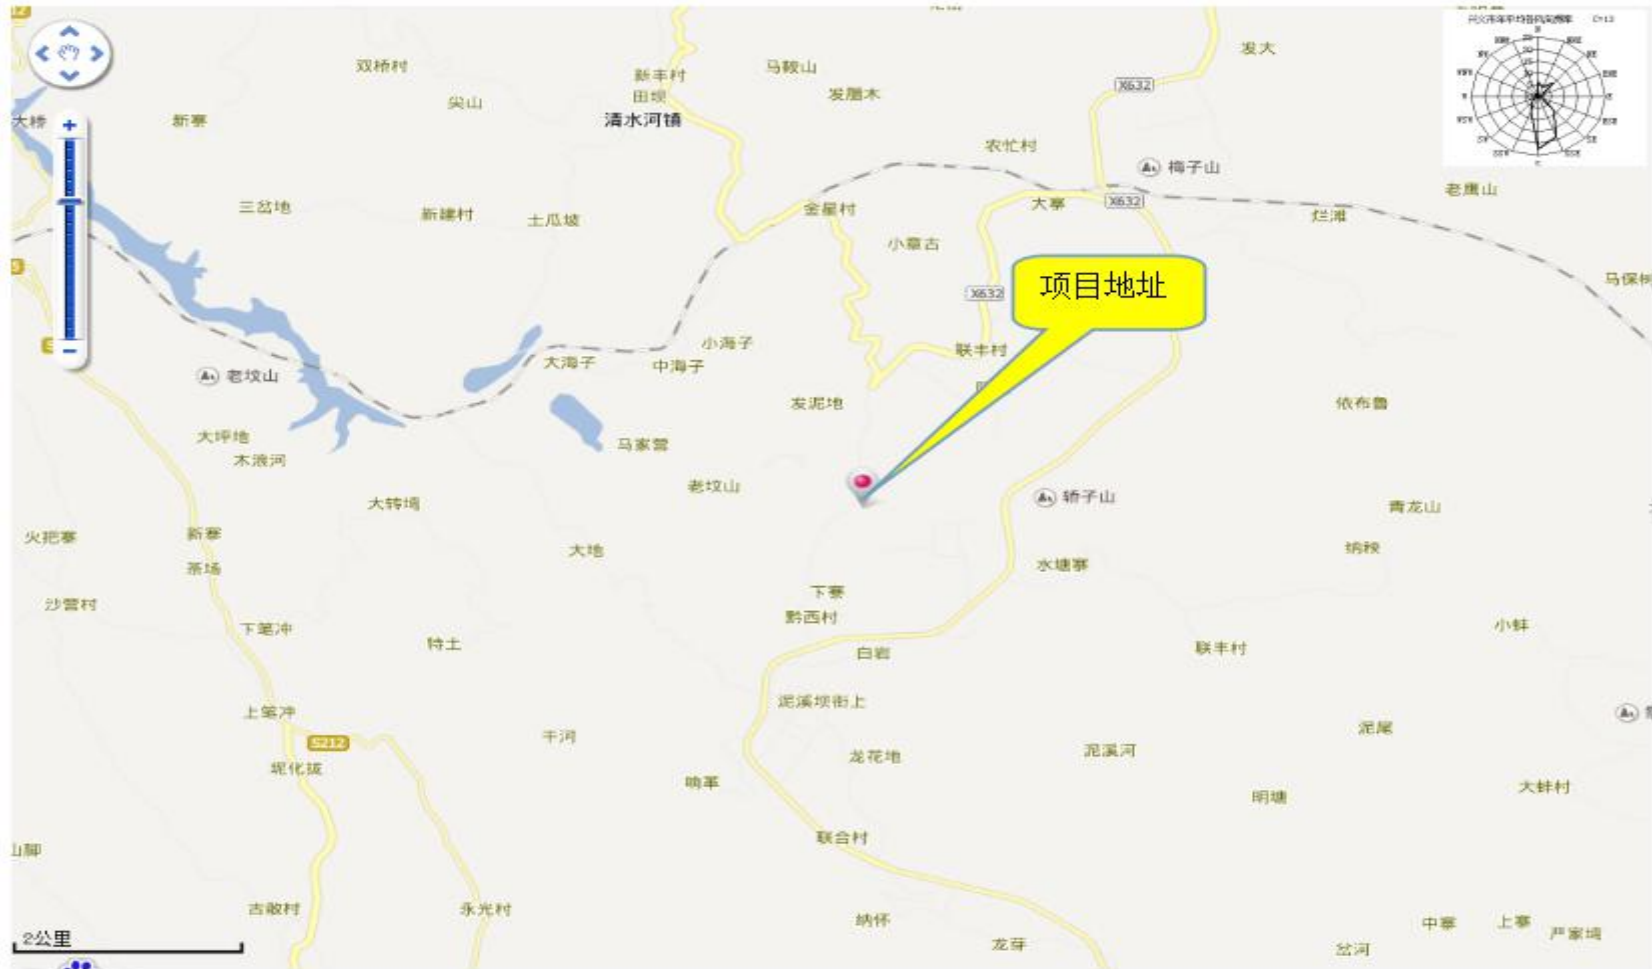 双桥村
新丰村
田坝
马鞍山
发大
尖山
发腊木
X632
大桥
新寨
清水河镇
农忙村
梅子山
老鹰山
三岔地
新建村
土瓜坡
金星村
大寨
X632
烂滩
小章古
马保树
X632
项目地址
小海子
联丰村
大海子
中海子
老坟山
发泥地
依布鲁
大坪地
马家营
木浪河
老坟山
轿子山
大转塆
青龙山
火把寨
新寨
大地
纳秧
茶场
水塘寨
下寨
沙营村
黔西村
下笔冲
小蚌
特土
白岩
联丰村
泥溪坝街上
上笔冲
泥尾
S212
干河
泥溪河
龙花地
坭化拔
响革
大蚌村
明塘
联合村
山脚
古敢村
永光村
纳怀
中寨
上寨
严家塆
2公里
龙芽
岔河